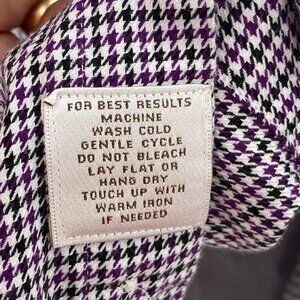 FOR BEST RESULTS
MACHINE
WASH COLD
GENTLE CYCLE
DO NOT BLEACH
LAY FLAT OR
HANG DRY
TOUCH UP WITH
WARM IRON
IF NEEDED